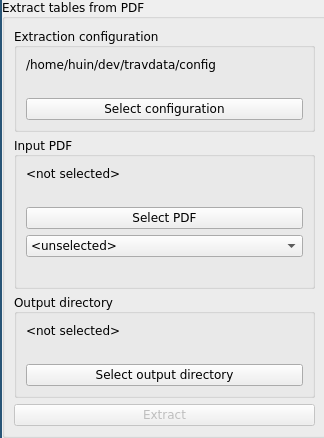 Extract tables from PDF
Extraction configuration
/home/huin/dev/travdata/config
Select configuration
Input PDF
<not selected>
Select PDF
<unselected>
Output directory
<not selected>
Select output directory
Extract